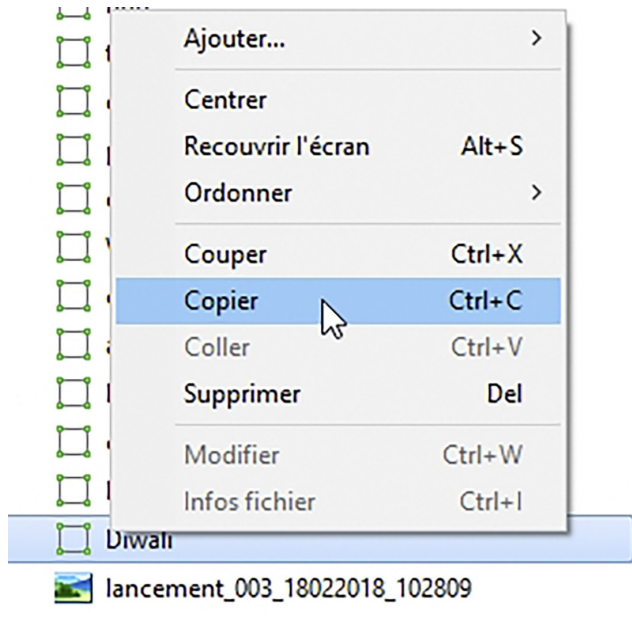 Ajouter...
Centrer
Recouvrir l'écran Alt+S
Ordonner
Couper Ctrl+X
Copier Ctrl+C
Coller Ctrl+V
Supprimer Del
Modifier Ctrl+W
Infos fichier Ctrl+I
Diwali
lancement_003_18022018_102809